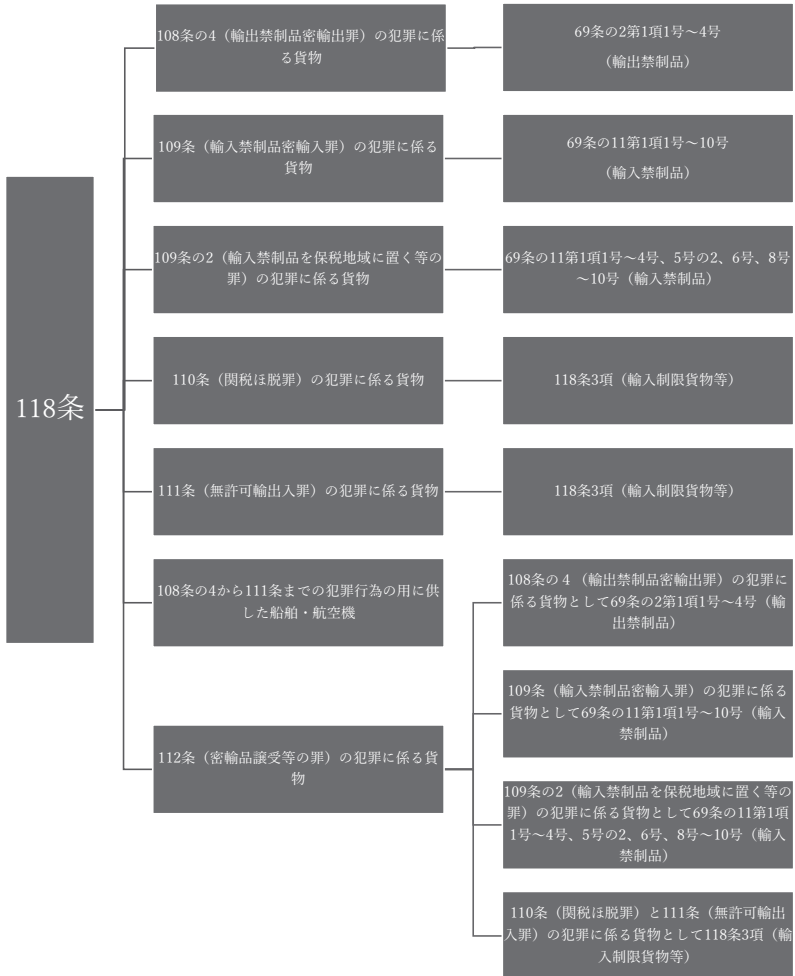 118条
108条の4（輸出禁制品密輸出罪）の犯罪に係
る貨物
69条の2第1項1号～4号
（輸出禁制品）
109条（輸入禁制品密輸入罪）の犯罪に係る
貨物
69条の11第1項1号～10号
（輸入禁制品）
109条の2（輸入禁制品を保税地域に置く等の
罪）の犯罪に係る貨物
69条の11第1項1号～4号、5号の2、6号、8号
～10号（輸入禁制品）
110条（関税ほ脱罪）の犯罪に係る貨物
118条3項（輸入制限貨物等）
111条（無許可輸出入罪）の犯罪に係る貨物
118条3項（輸入制限貨物等）
108条の4から111条までの犯罪行為の用に供
した船舶・航空機
112条（密輸品譲受等の罪）の犯罪に係る貨
物
108条の４（輸出禁制品密輸出罪）の犯罪に
係る貨物として69条の2第1項1号～4号（輸
出禁制品）
109条（輸入禁制品密輸入罪）の犯罪に係る
貨物として69条の11第1項1号～10号（輸入
禁制品）
109条の2（輸入禁制品を保税地域に置く等の
罪）の犯罪に係る貨物として69条の11第1項
1号～4号、5号の2、6号、8号～10号（輸入
禁制品）
110条（関税ほ脱罪）と111条（無許可輸出
入罪）の犯罪に係る貨物として118条3項（輸
入制限貨物等）